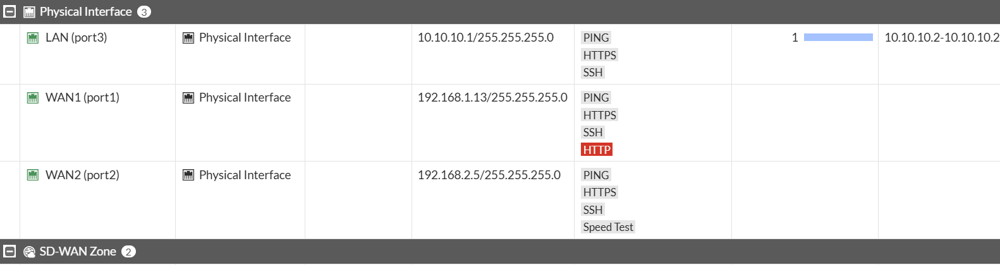 Physical Interface 3
LAN (port3) Physical Interface 10.10.10.1/255.255.255.0 PING 1 10.10.10.2-10.10.10.2
HTTPS
SSH
WAN1 (port1) Physical Interface 192.168.1.13/255.255.255.0 PING
HTTPS
SSH
HTTP
WAN2 (port2) Physical Interface 192.168.2.5/255.255.255.0 PING
HTTPS
SSH
Speed Test
SD-WAN Zone 2